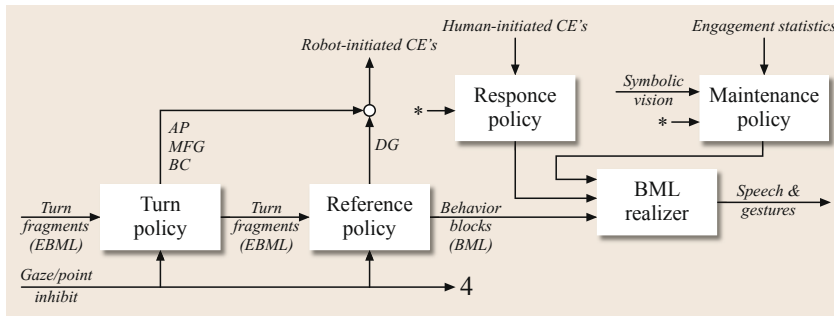 Robot-initiated CE's
Human-initiated CE's
Engagement statistics
AP
MFG
BC
DG
*
Responce
policy
Symbolic
vision
*
Maintenance
policy
Turn
fragments
(EBML)
Turn
policy
Turn
fragments
(EBML)
Reference
policy
Behavior
blocks
(BML)
BML
realizer
Speech &
gestures
Gaze/point
inhibit
4